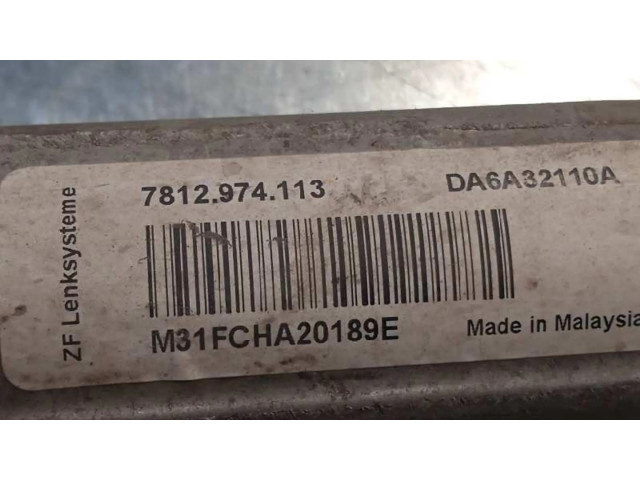 ZF Lenksysteme
7812.974.113 DA6A32110A
M31FCHA20189E Made in Malaysia